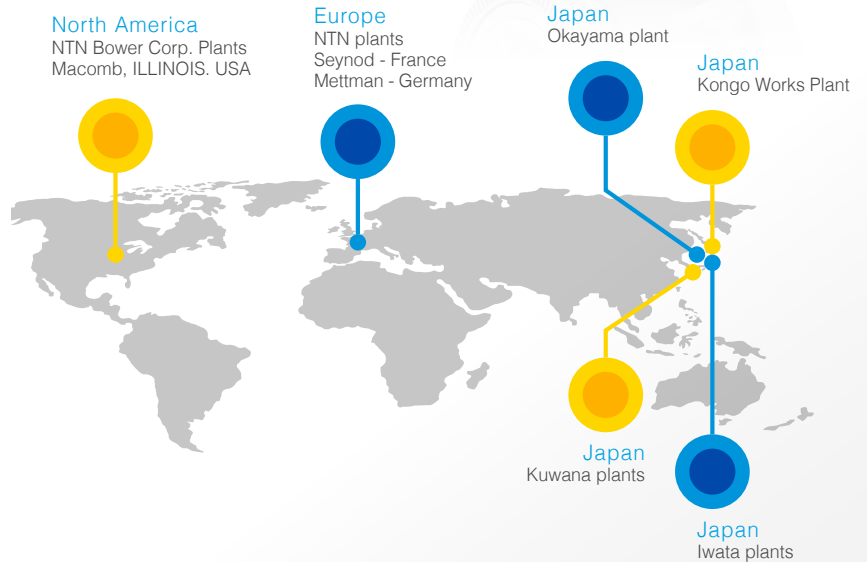 North America
NTN Bower Corp. Plants
Macomb, ILLINOIS. USA
Europe
NTN plants
Seynod - France
Mettman - Germany
Japan
Okayama plant
Japan
Kongo Works Plant
Japan
Kuwana plants
Japan
Iwata plants